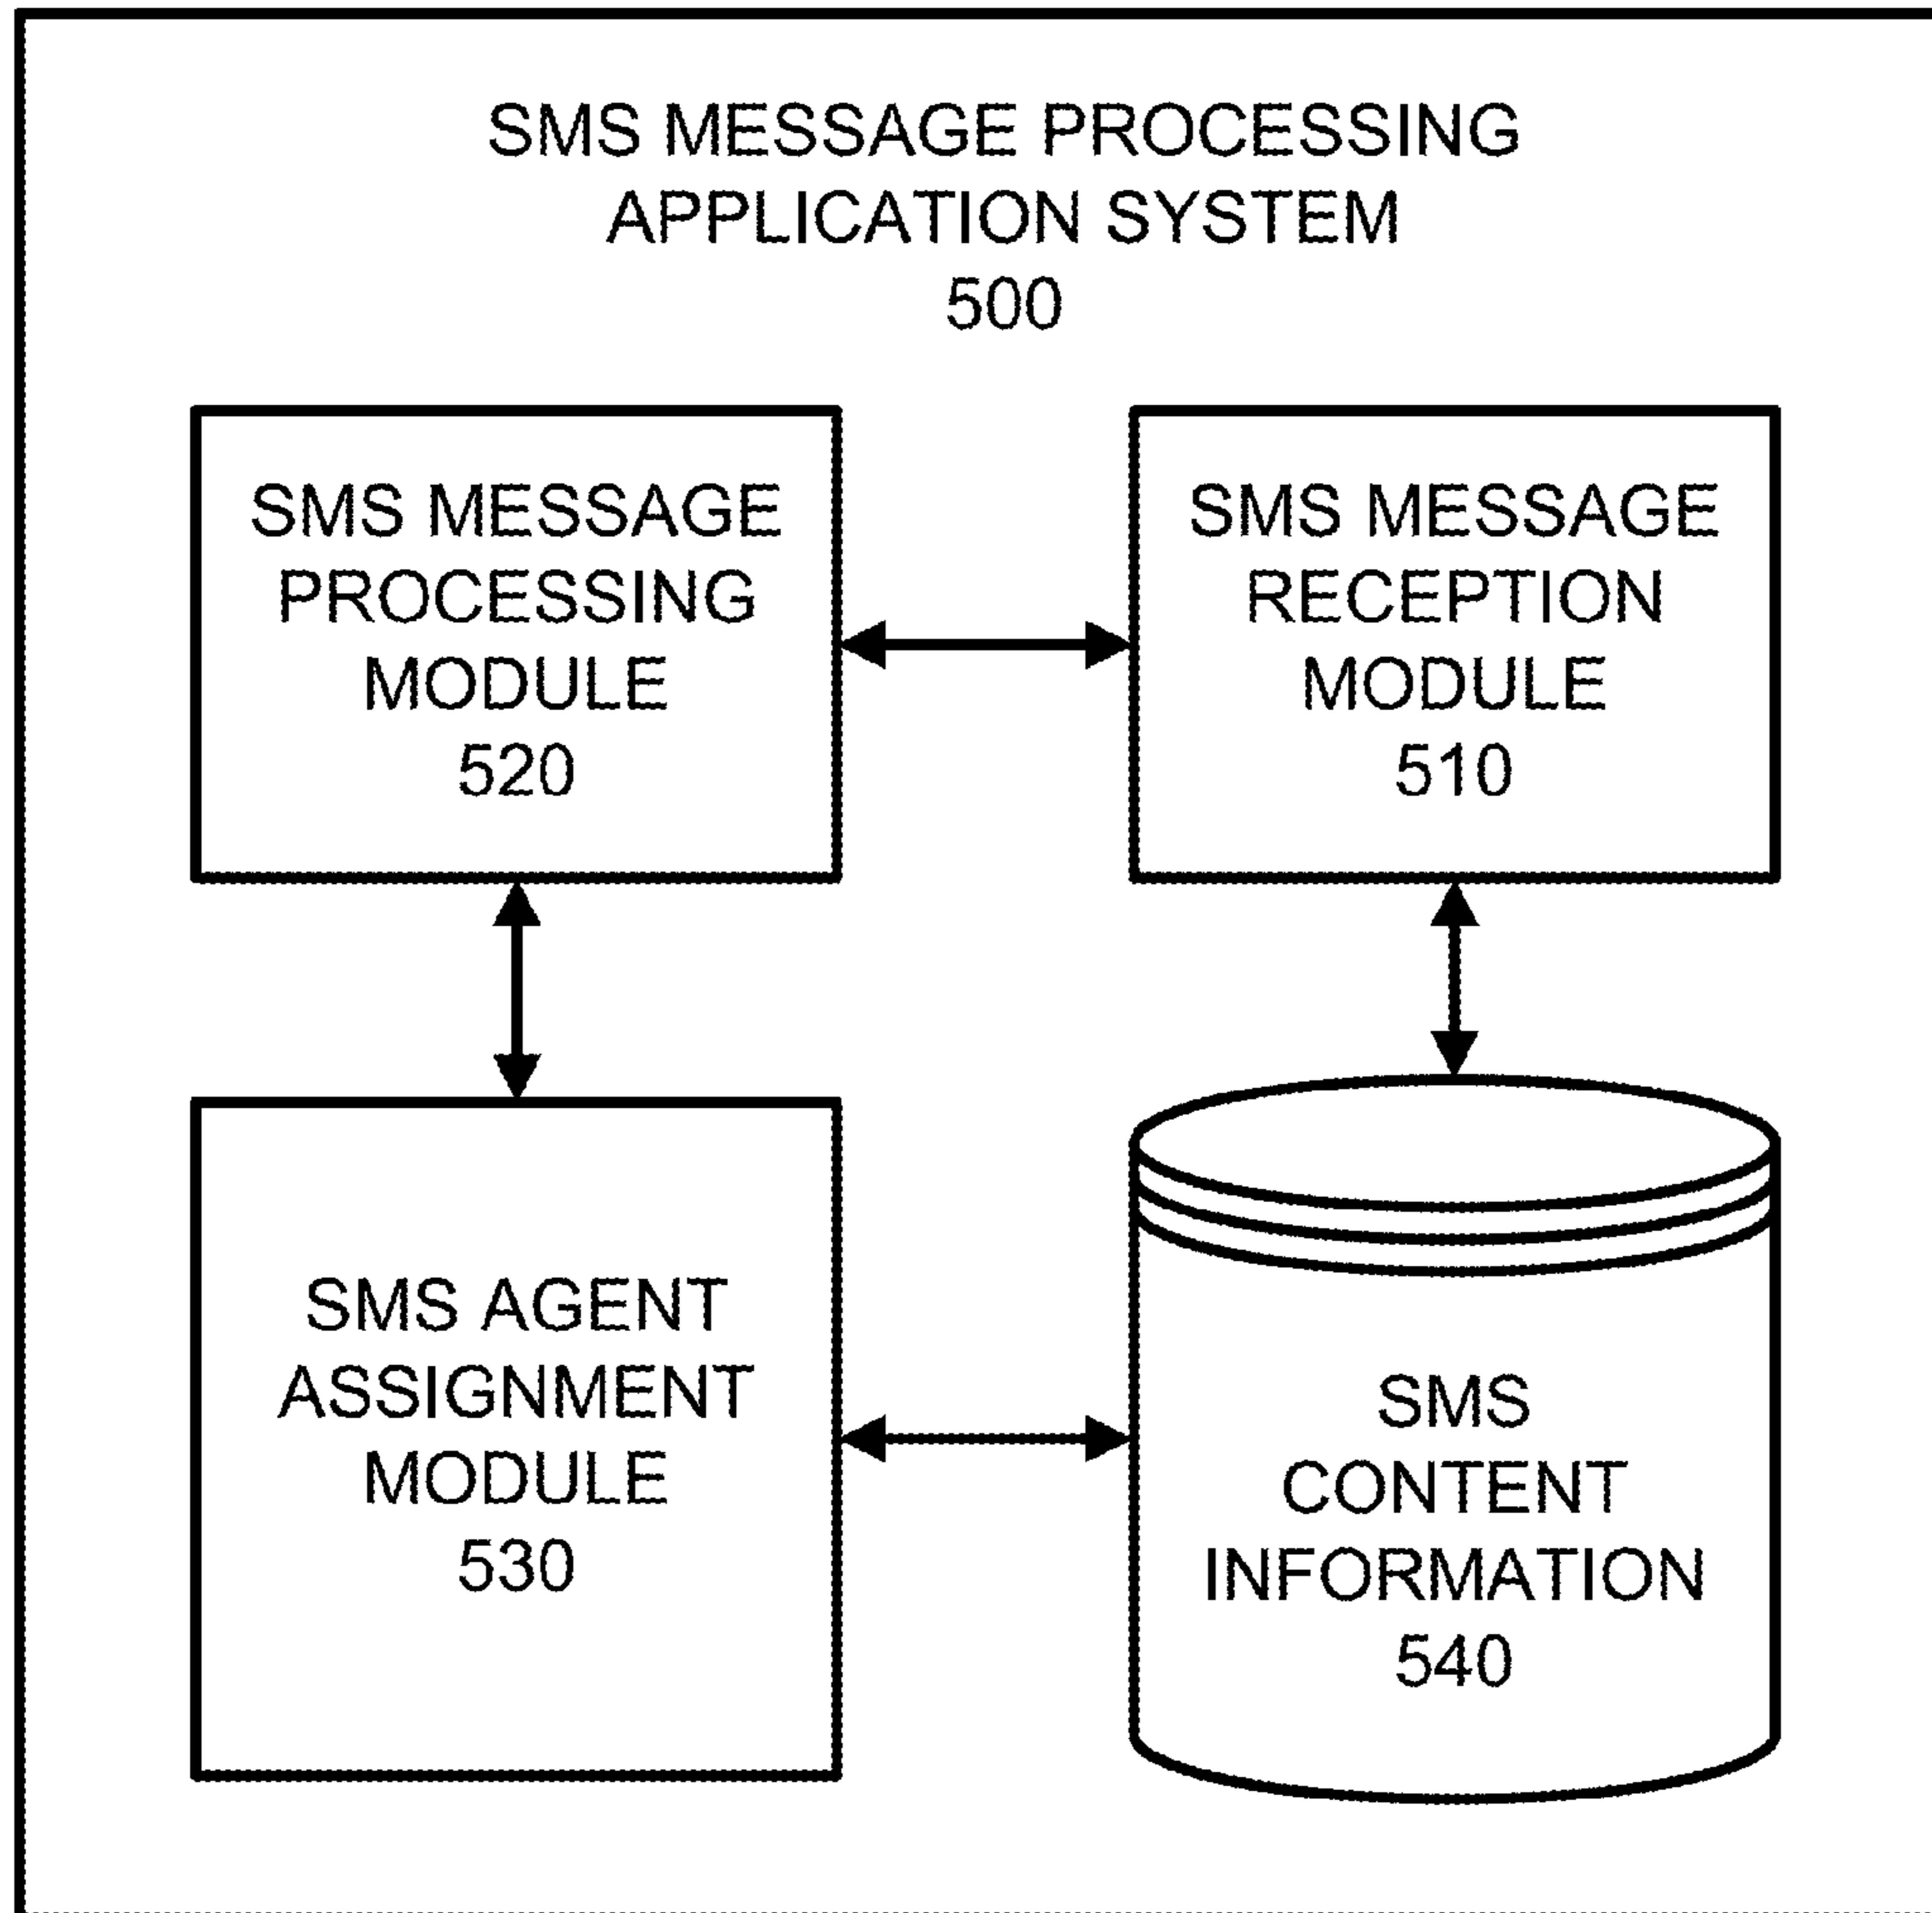 SMS MESSAGE PROCESSING
APPLICATION SYSTEM
500
SMS MESSAGE
PROCESSING
MODULE
520
SMS MESSAGE
RECEPTION
MODULE
510
SMS AGENT
ASSIGNMENT
MODULE
530
SMS
CONTENT
INFORMATION
540